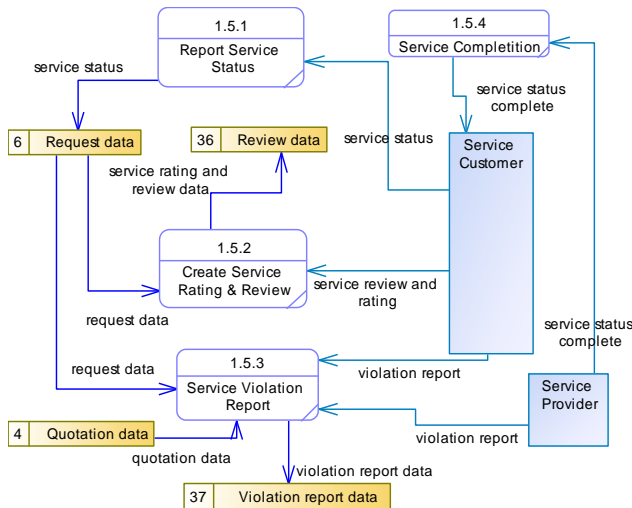 1.5.1
Report Service
Status
1.5.4
Service Completition
service status
service status
complete
6 Request data
36 Review data
service status
Service
Customer
service rating and
review data
1.5.2
Create Service
Rating & Review
service review and
rating
request data
service status
complete
1.5.3
Service Violation
Report
request data
violation report
Service
Provider
4 Quotation data
quotation data
violation report
violation report data
37 Violation report data